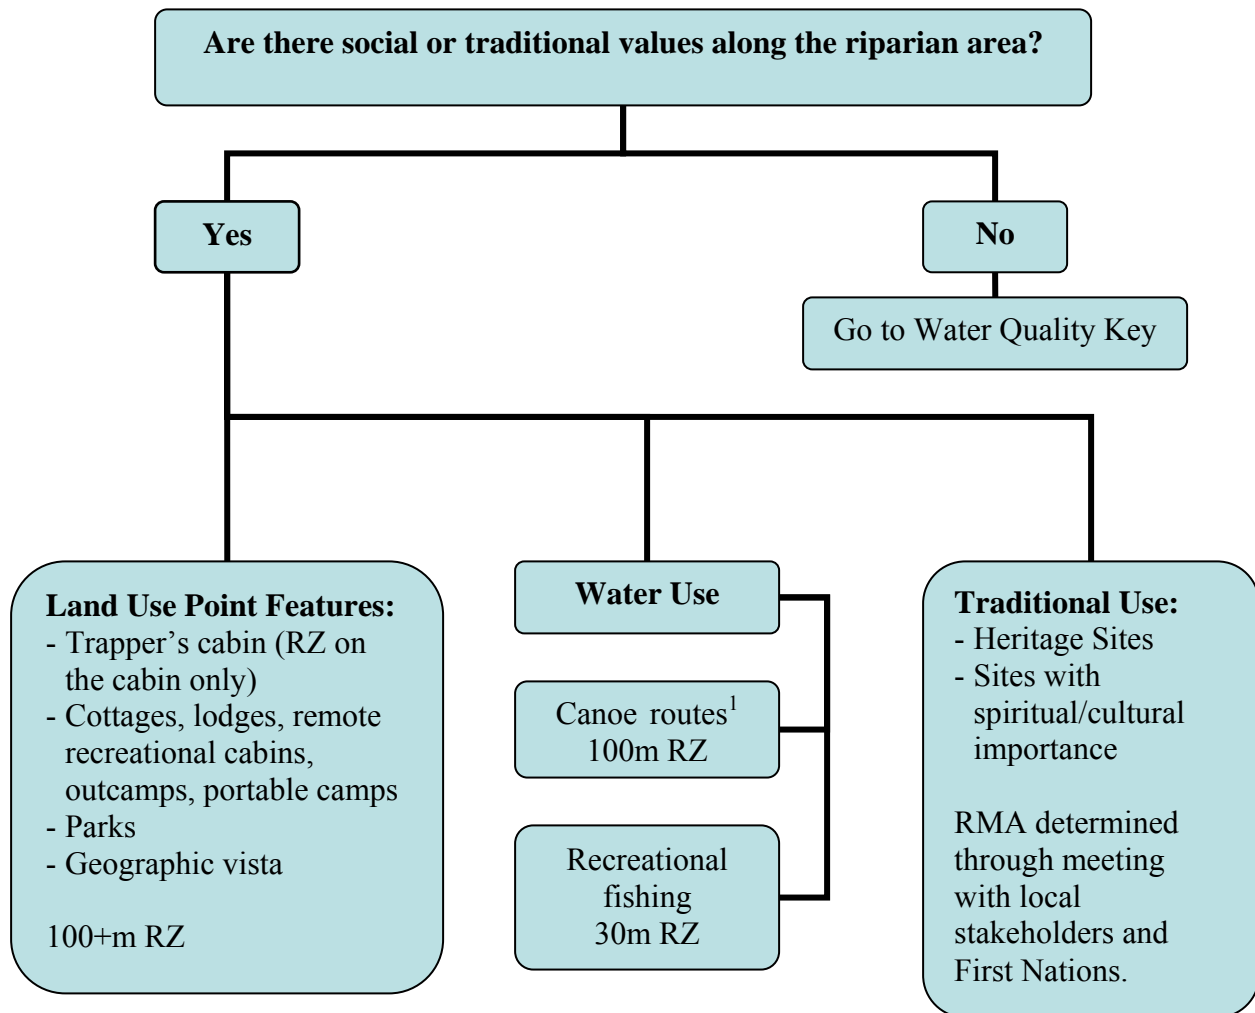 Are there social or traditional values along the riparian area?
Yes
No
Go to Water Quality Key
Land Use Point Features:
- Trapper’s cabin (RZ on
the cabin only)
- Cottages, lodges, remote
recreational cabins,
outcamps, portable camps
- Parks
- Geographic vista
100+m RZ
Water Use
Canoe routes¹
100m RZ
Recreational
fishing
30m RZ
Traditional Use:
- Heritage Sites
- Sites with
spiritual/cultural
importance
RMA determined
through meeting
with local
stakeholders and
First Nations.